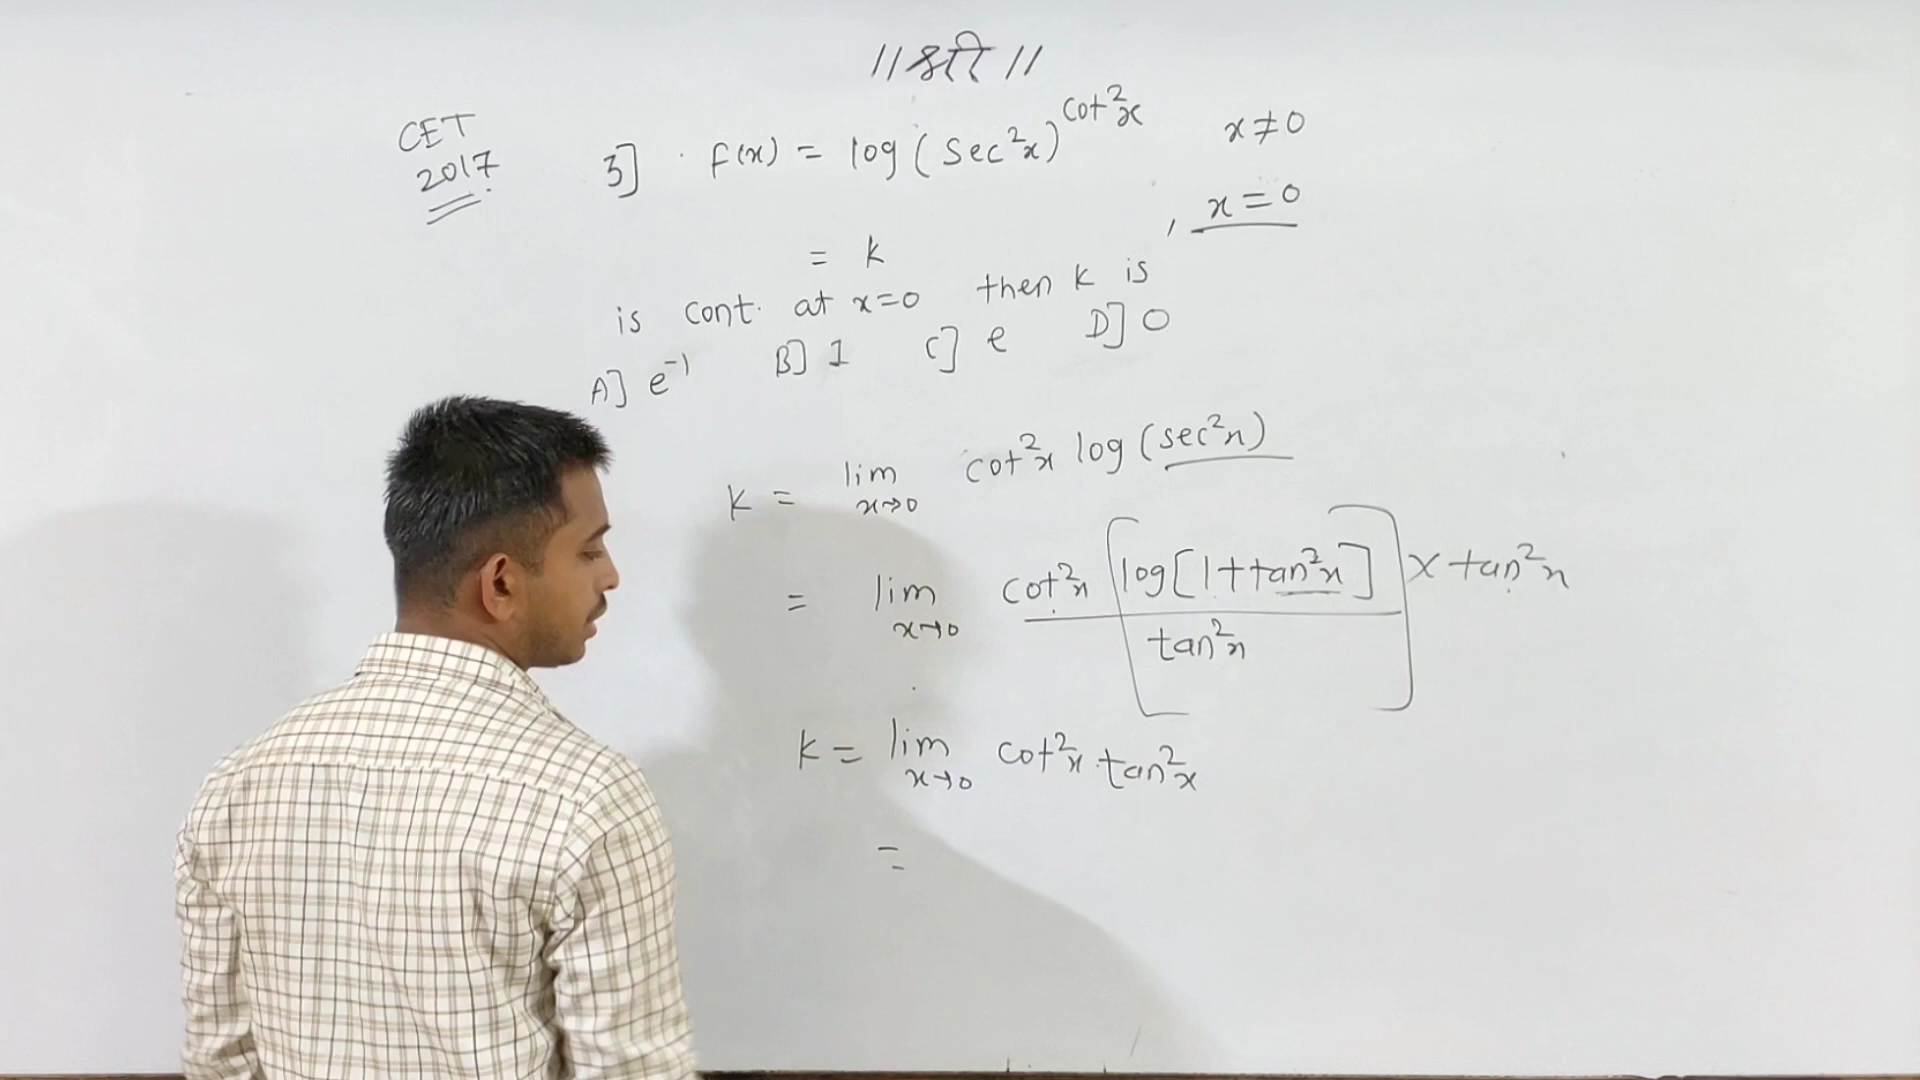 ॥ श्री ॥
CET
2017
3] f(x) = log (sec²x)^cot²x x≠0
= k , x=0
is cont. at x=0 then k is
A] e⁻¹ B] 1 C] e D] 0
k = lim x→0 cot²x log (sec²x)
= lim x→0 cot²x [log[1+tan²x] / tan²x] x tan²x
k = lim x→0 cot²x · tan²x
=